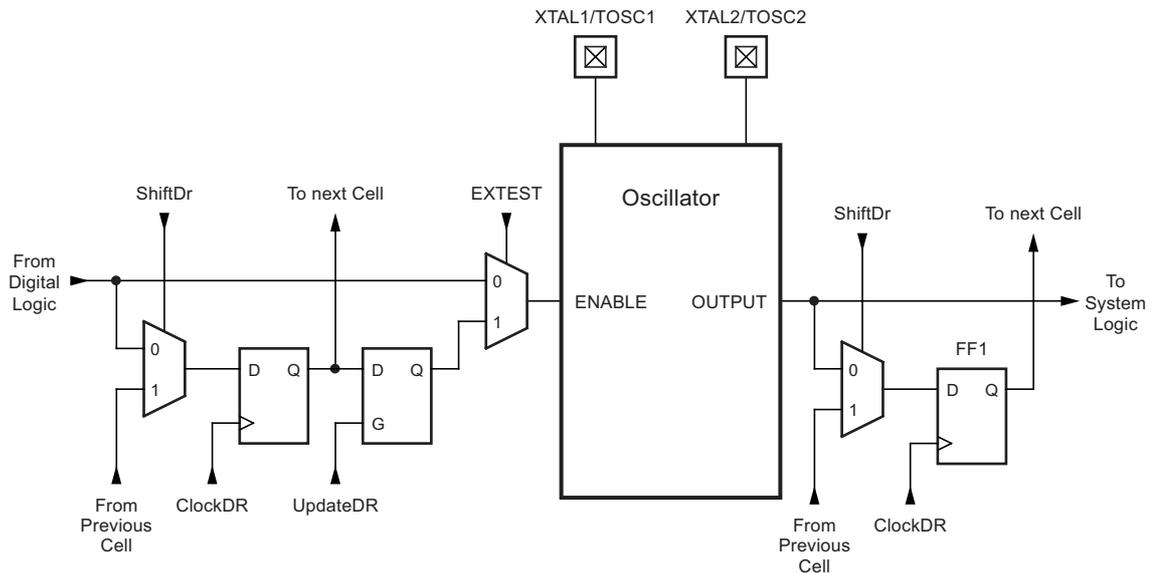 XTAL1/TOSC1
XTAL2/TOSC2
ShiftDr
To next Cell
EXTEST
Oscillator
ShiftDr
To next Cell
From
Digital
Logic
0
1
ENABLE
OUTPUT
To
System
Logic
0
1
D
Q
D
Q
G
FF1
0
1
D
Q
From
Previous
Cell
ClockDR
UpdateDR
From
Previous
Cell
ClockDR